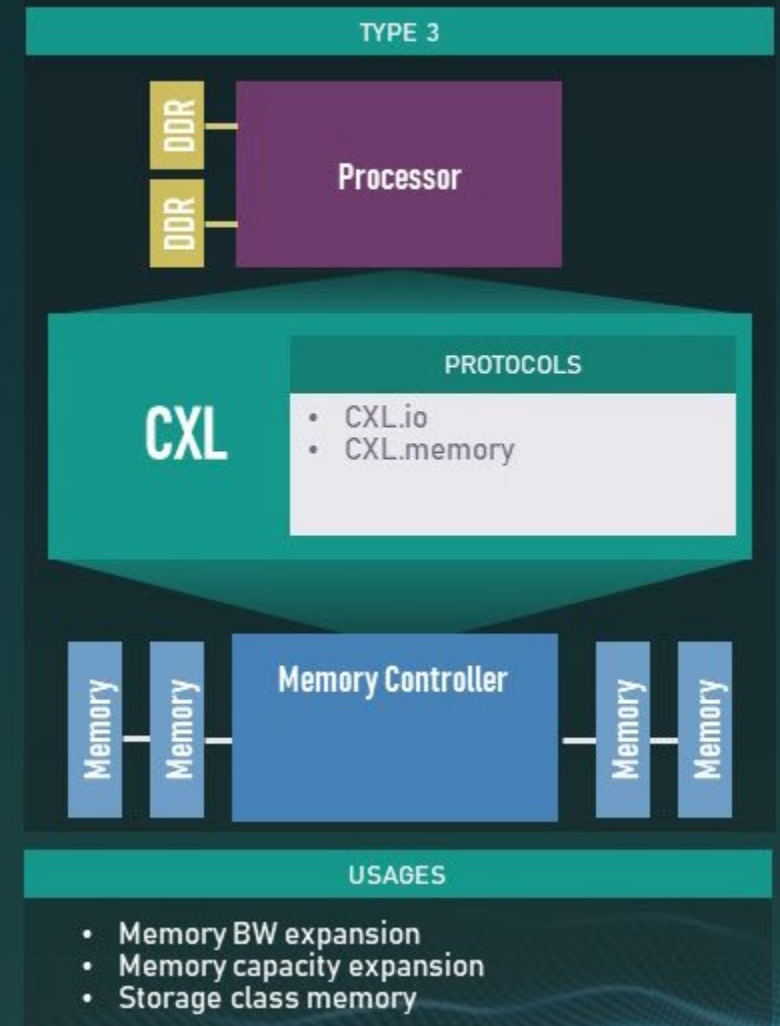 TYPE 3
DDR
DDR
Processor
CXL
PROTOCOLS
• CXL.io
• CXL.memory
Memory
Memory
Memory Controller
Memory
Memory
USAGES
• Memory BW expansion
• Memory capacity expansion
• Storage class memory